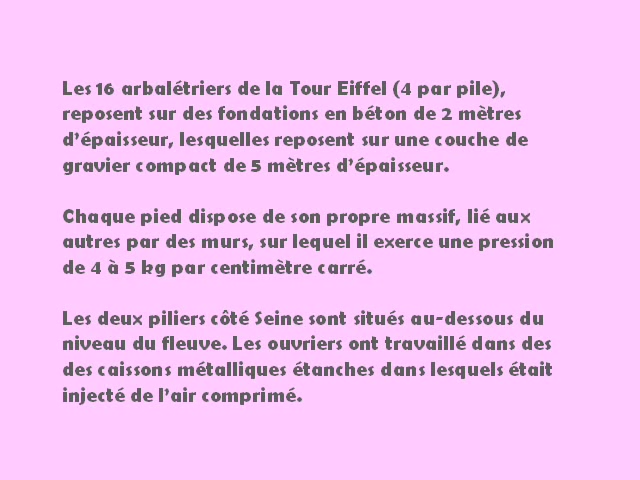 Les 16 arbalétriers de la Tour Eiffel (4 par pile),
reposent sur des fondations en béton de 2 mètres
d'épaisseur, lesquelles reposent sur une couche de
gravier compact de 5 mètres d'épaisseur.
Chaque pied dispose de son propre massif, lié aux
autres par des murs, sur lequel il exerce une pression
de 4 à 5 kg par centimètre carré.
Les deux piliers côté Seine sont situés au-dessous du
niveau du fleuve. Les ouvriers ont travaillé dans des
des caissons métalliques étanches dans lesquels était
injecté de l'air comprimé.